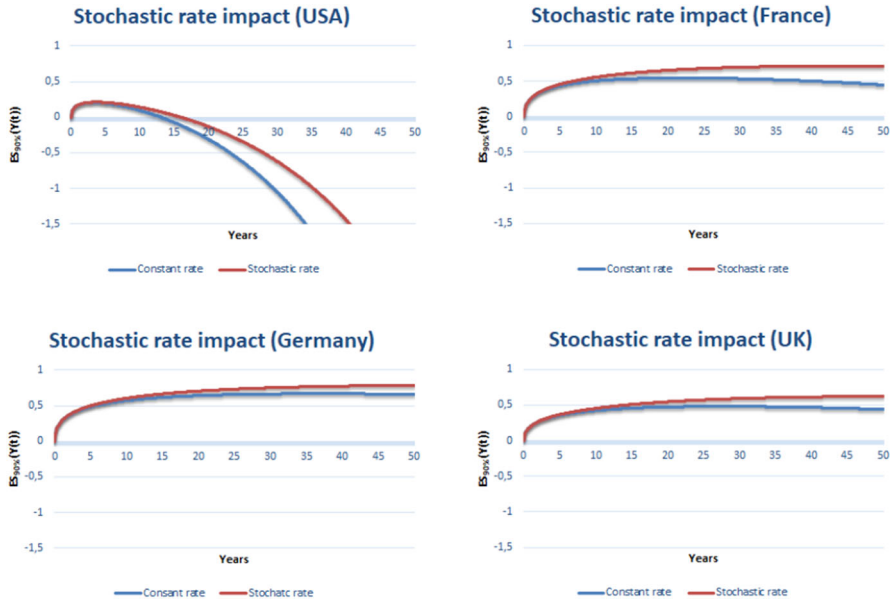 Stochastic rate impact (USA)
1
0,5
0
-0,5
-1
-1,5
0 5 10 15 20 25 30 35 40 45 50
ES90%(Y(t))
Years
Constant rate Stochastic rate
Stochastic rate impact (France)
1
0,5
0
-0,5
-1
-1,5
0 5 10 15 20 25 30 35 40 45 50
ES90%(Y(t))
Years
Constant rate Stochastic rate
Stochastic rate impact (Germany)
1
0,5
0
-0,5
-1
-1,5
0 5 10 15 20 25 30 35 40 45 50
ES90%(Y(t))
Years
Consant rate Stochatc rate
Stochastic rate impact (UK)
1
0,5
0
-0,5
-1
-1,5
0 5 10 15 20 25 30 35 40 45 50
ES90%(Y(t))
Years
Constant rate Stochastic rate